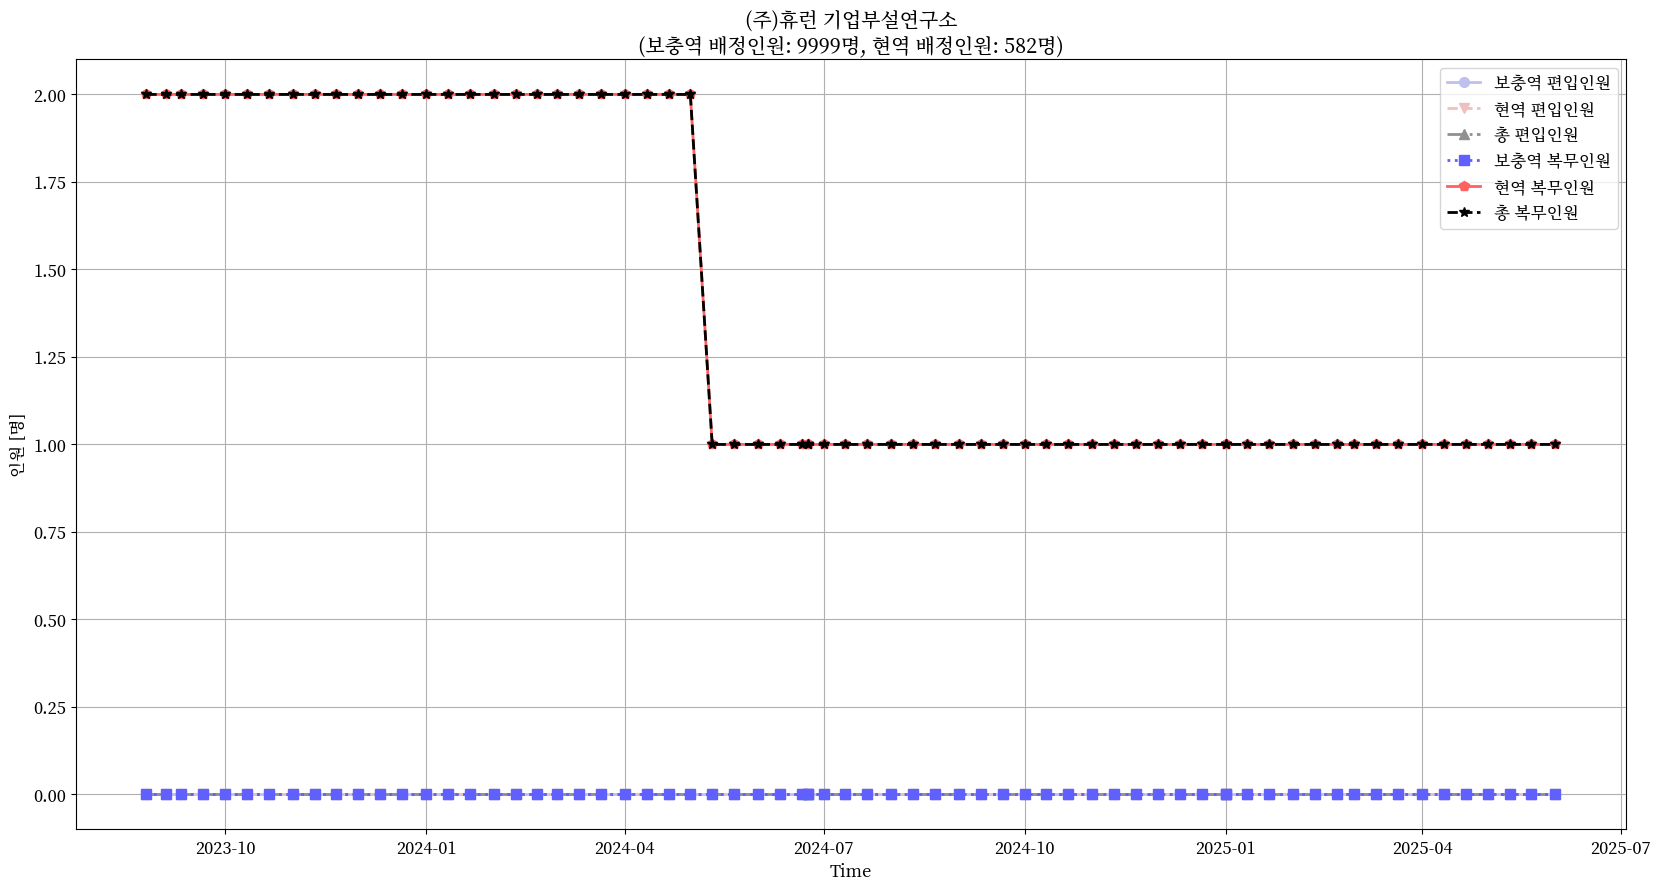 (주)휴런 기업부설연구소
(보충역 배정인원: 9999명, 현역 배정인원: 582명)
보충역 편입인원
현역 편입인원
총 편입인원
보충역 복무인원
현역 복무인원
총 복무인원
인원 [명]
2.00
1.75
1.50
1.25
1.00
0.75
0.50
0.25
0.00
2023-10
2024-01
2024-04
2024-07
2024-10
2025-01
2025-04
2025-07
Time